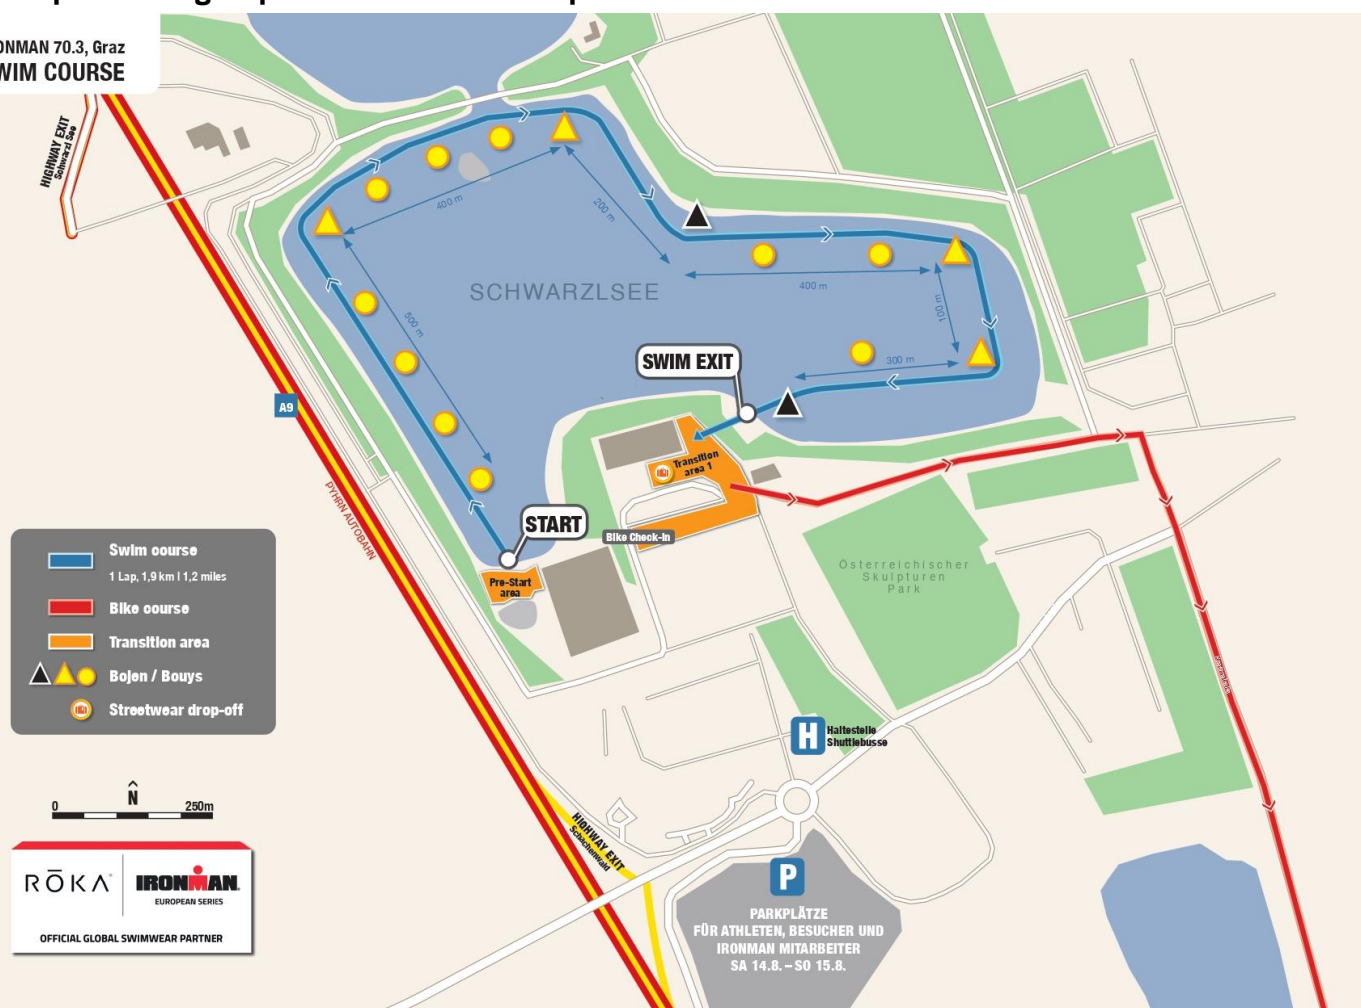 ONMAN 70.3, Graz
WIM COURSE
HIGHWAY EXIT
Schwarzl See
400 m
200 m
SCHWARZLSEE
400 m
100 m
500 m
300 m
SWIM EXIT
A9
Transition
area 1
PYHRN AUTOBAHN
START
Bike Check-in
Pre-Start
area
Österreichischer
Skulpturen
Park
Swim course
1 Lap, 1,9 km I 1,2 miles
Bike course
Transition area
Bojen / Bouys
Streetwear drop-off
H
Haltestelle
Shuttlebusse
N
0 250m
HIGHWAY EXIT
Schachenwald
RŌKA
IRONMAN
EUROPEAN SERIES
OFFICIAL GLOBAL SWIMWEAR PARTNER
P
PARKPLÄTZE
FÜR ATHLETEN, BESUCHER UND
IRONMAN MITARBEITER
SA 14.8. – SO 15.8.